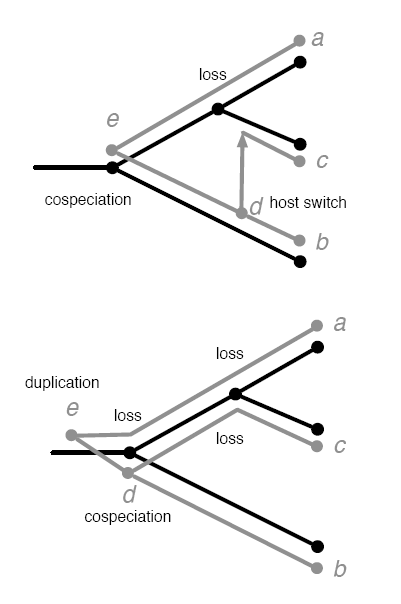 a
loss
e
c
cospeciation
d host switch
b
a
loss
duplication
e
loss
loss
c
d
cospeciation
b